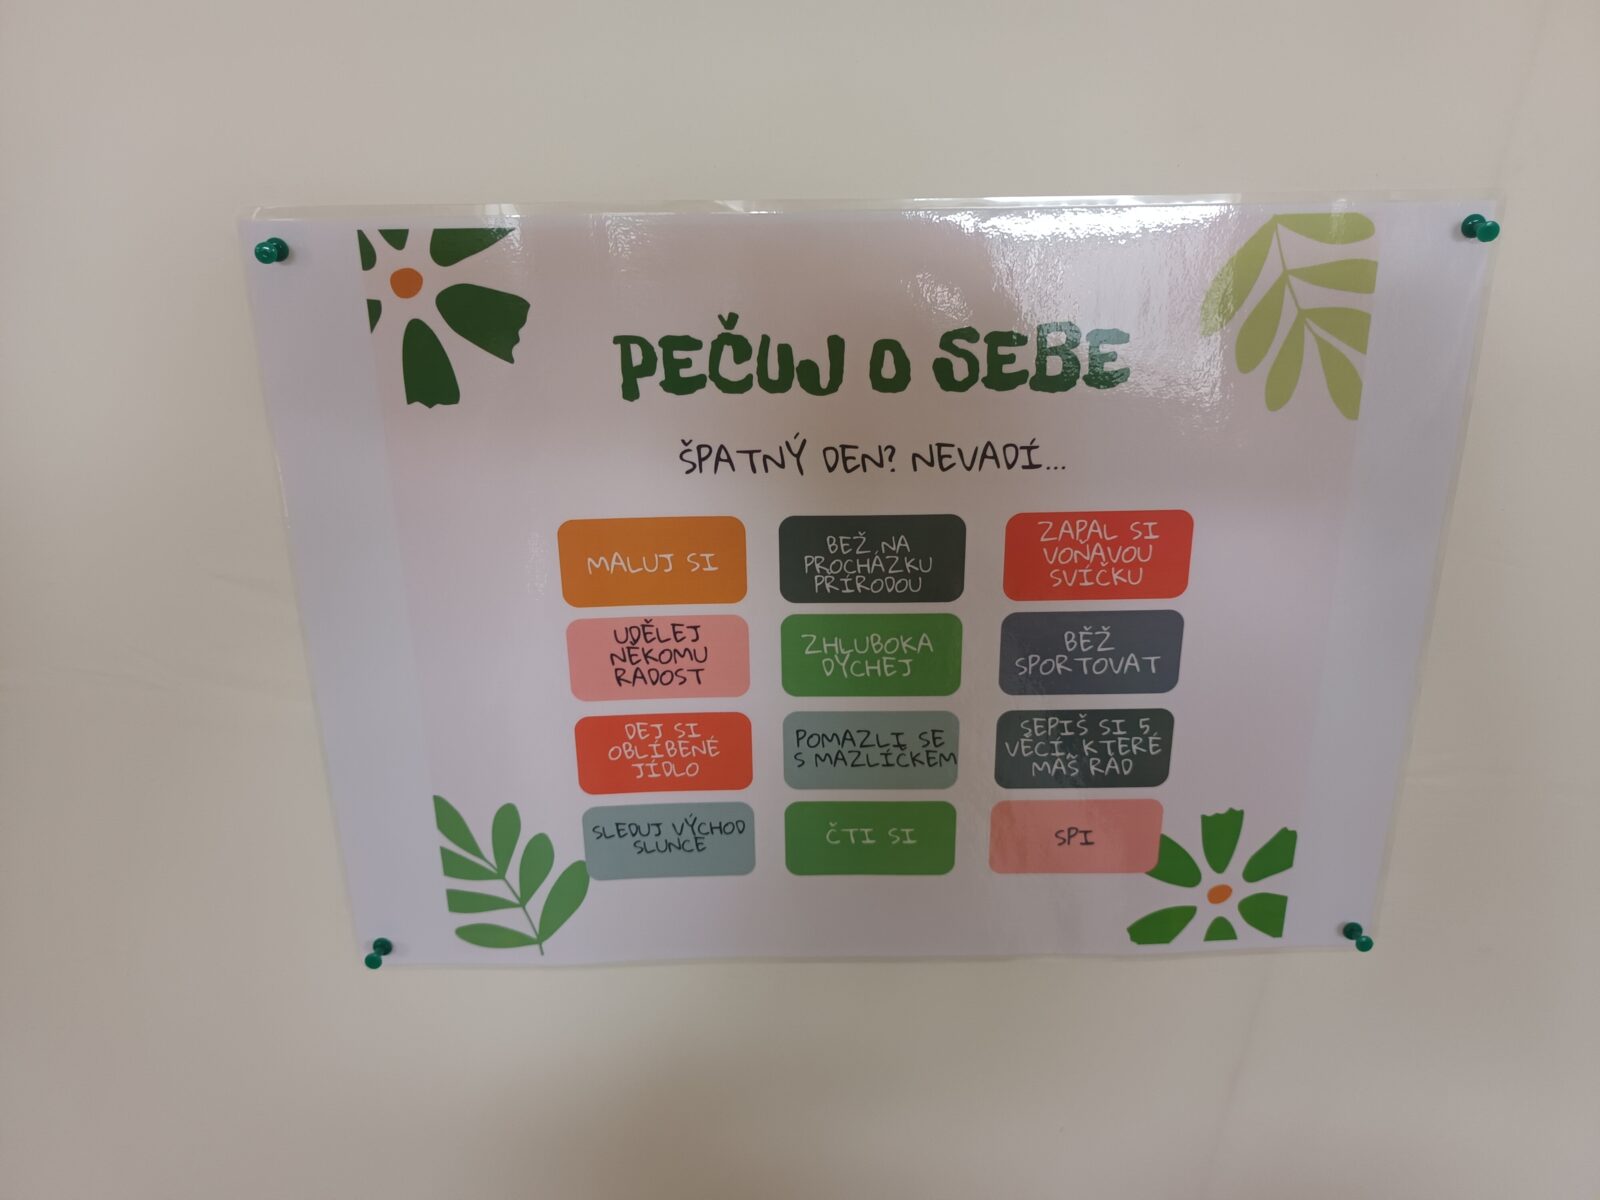 PEČUJ O SEBE
ŠPATNÝ DEN? NEVADÍ...
MALUJ SI
BEŽ NA
PROCHÁZKU
PŘÍRODOU
ZAPAL SI
VOŇAVOU
SVÍČKU
UDĚLEJ
NĚKOMU
RADOST
ZHLUBOKA
DÝCHEJ
BĚŽ
SPORTOVAT
DEJ SI
OBLÍBENÉ
JÍDLO
POMAZLI SE
S MAZLÍČKEM
SEPIŠ SI 5
VĚCÍ, KTERÉ
MÁŠ RÁD
SLEDUJ VÝCHOD
SLUNCE
ČTI SI
SPI